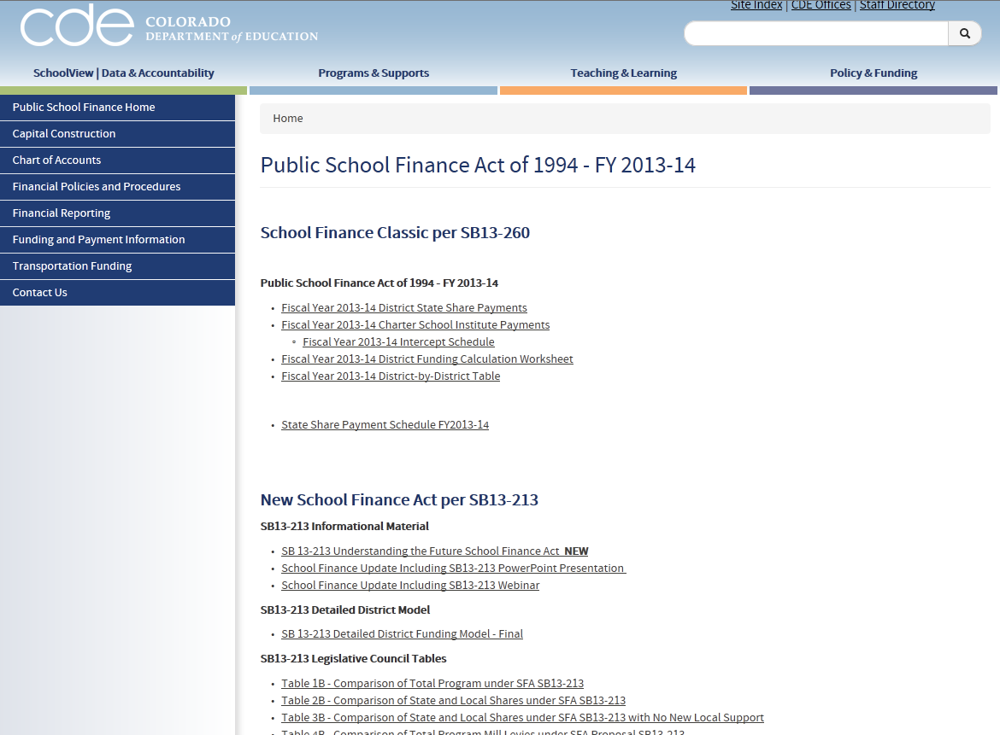 Site Index | CDE Offices | Staff Directory
cde COLORADO
DEPARTMENT of EDUCATION
SchoolView | Data & Accountability Programs & Supports Teaching & Learning Policy & Funding
Public School Finance Home
Capital Construction
Chart of Accounts
Financial Policies and Procedures
Financial Reporting
Funding and Payment Information
Transportation Funding
Contact Us
Home
Public School Finance Act of 1994 - FY 2013-14
School Finance Classic per SB13-260
Public School Finance Act of 1994 - FY 2013-14
• Fiscal Year 2013-14 District State Share Payments
• Fiscal Year 2013-14 Charter School Institute Payments
◦ Fiscal Year 2013-14 Intercept Schedule
• Fiscal Year 2013-14 District Funding Calculation Worksheet
• Fiscal Year 2013-14 District-by-District Table
• State Share Payment Schedule FY2013-14
New School Finance Act per SB13-213
SB13-213 Informational Material
• SB 13-213 Understanding the Future School Finance Act NEW
• School Finance Update Including SB13-213 PowerPoint Presentation
• School Finance Update Including SB13-213 Webinar
SB13-213 Detailed District Model
• SB 13-213 Detailed District Funding Model - Final
SB13-213 Legislative Council Tables
• Table 1B - Comparison of Total Program under SFA SB13-213
• Table 2B - Comparison of State and Local Shares under SFA SB13-213
• Table 3B - Comparison of State and Local Shares under SFA SB13-213 with No New Local Support
• Table 4B - Comparison of Total Program Mill Levies under SFA Proposal SB13-213